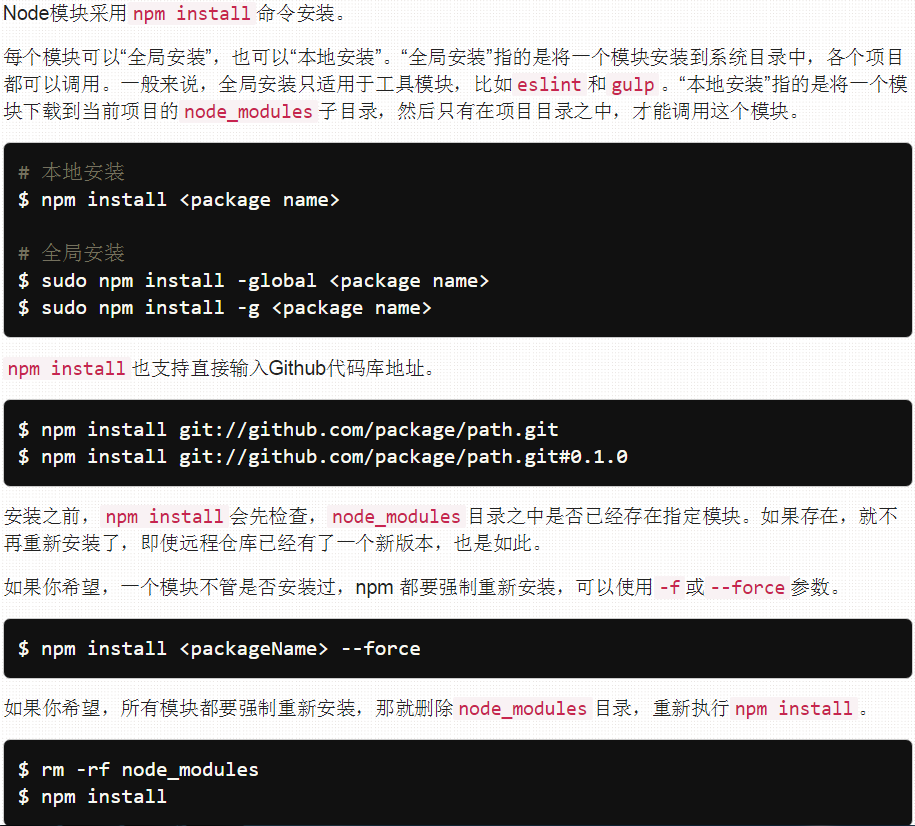 Node模块采用 npm install 命令安装。
每个模块可以“全局安装”，也可以“本地安装”。“全局安装”指的是将一个模块安装到系统目录中，各个项目
都可以调用。一般来说，全局安装只适用于工具模块，比如 eslint 和 gulp 。“本地安装”指的是将一个模
块下载到当前项目的 node_modules 子目录，然后只有在项目目录之中，才能调用这个模块。
# 本地安装
$ npm install <package name>
# 全局安装
$ sudo npm install -global <package name>
$ sudo npm install -g <package name>
npm install 也支持直接输入Github代码库地址。
$ npm install git://github.com/package/path.git
$ npm install git://github.com/package/path.git#0.1.0
安装之前， npm install 会先检查， node_modules 目录之中是否已经存在指定模块。如果存在，就不
再重新安装了，即使远程仓库已经有了一个新版本，也是如此。
如果你希望，一个模块不管是否安装过，npm 都要强制重新安装，可以使用 -f 或 --force 参数。
$ npm install <packageName> --force
如果你希望，所有模块都要强制重新安装，那就删除 node_modules 目录，重新执行 npm install 。
$ rm -rf node_modules
$ npm install